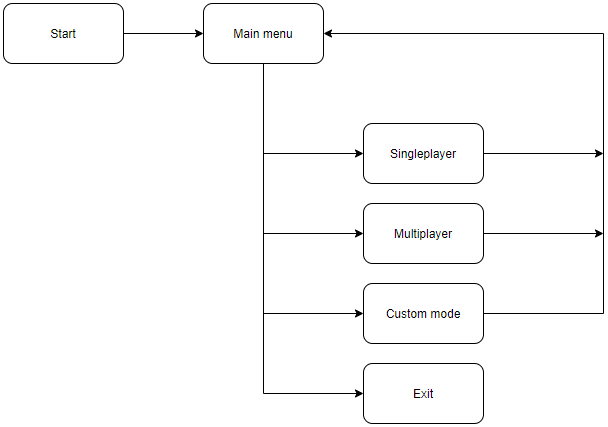 Start
Main menu
Singleplayer
Multiplayer
Custom mode
Exit